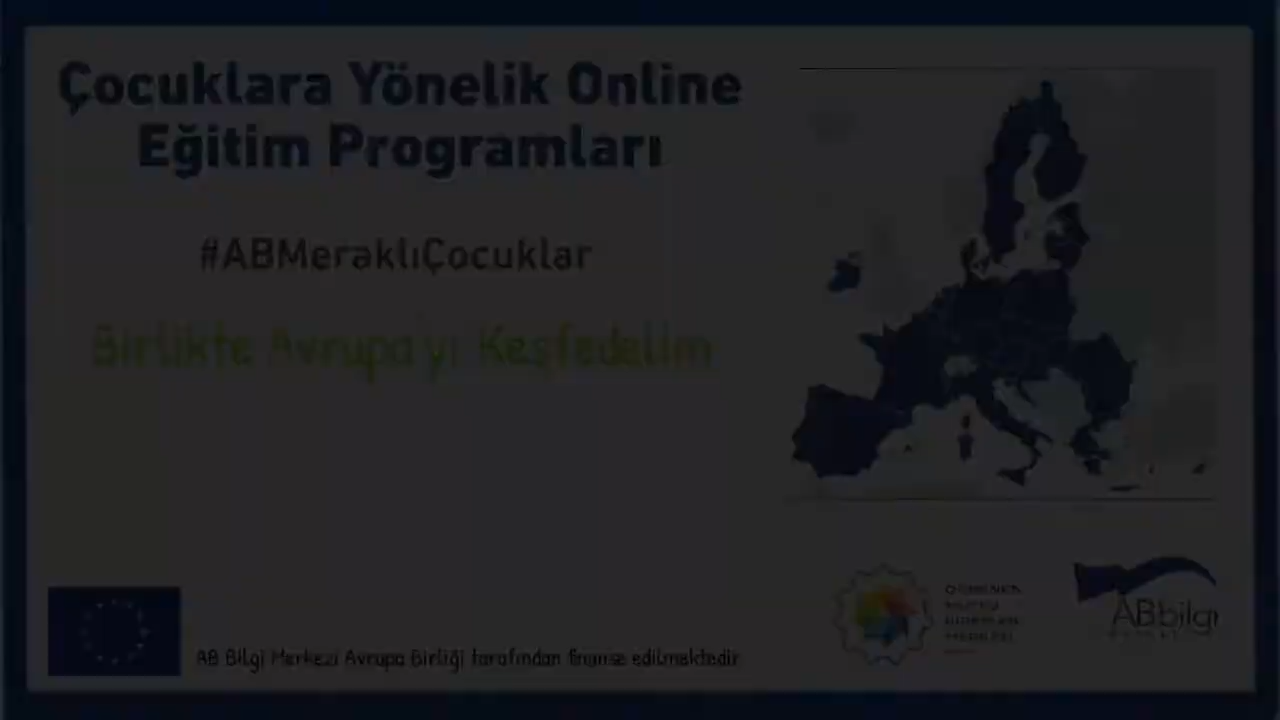 Çocuklara Yönelik Online
Eğitim Programları
#ABMeraklıÇocuklar
Birlikte Avrupa'yı Keşfedelim
AB Bilgi Merkezi Avrupa Birliği tarafından finanse edilmektedir
ABbilgi